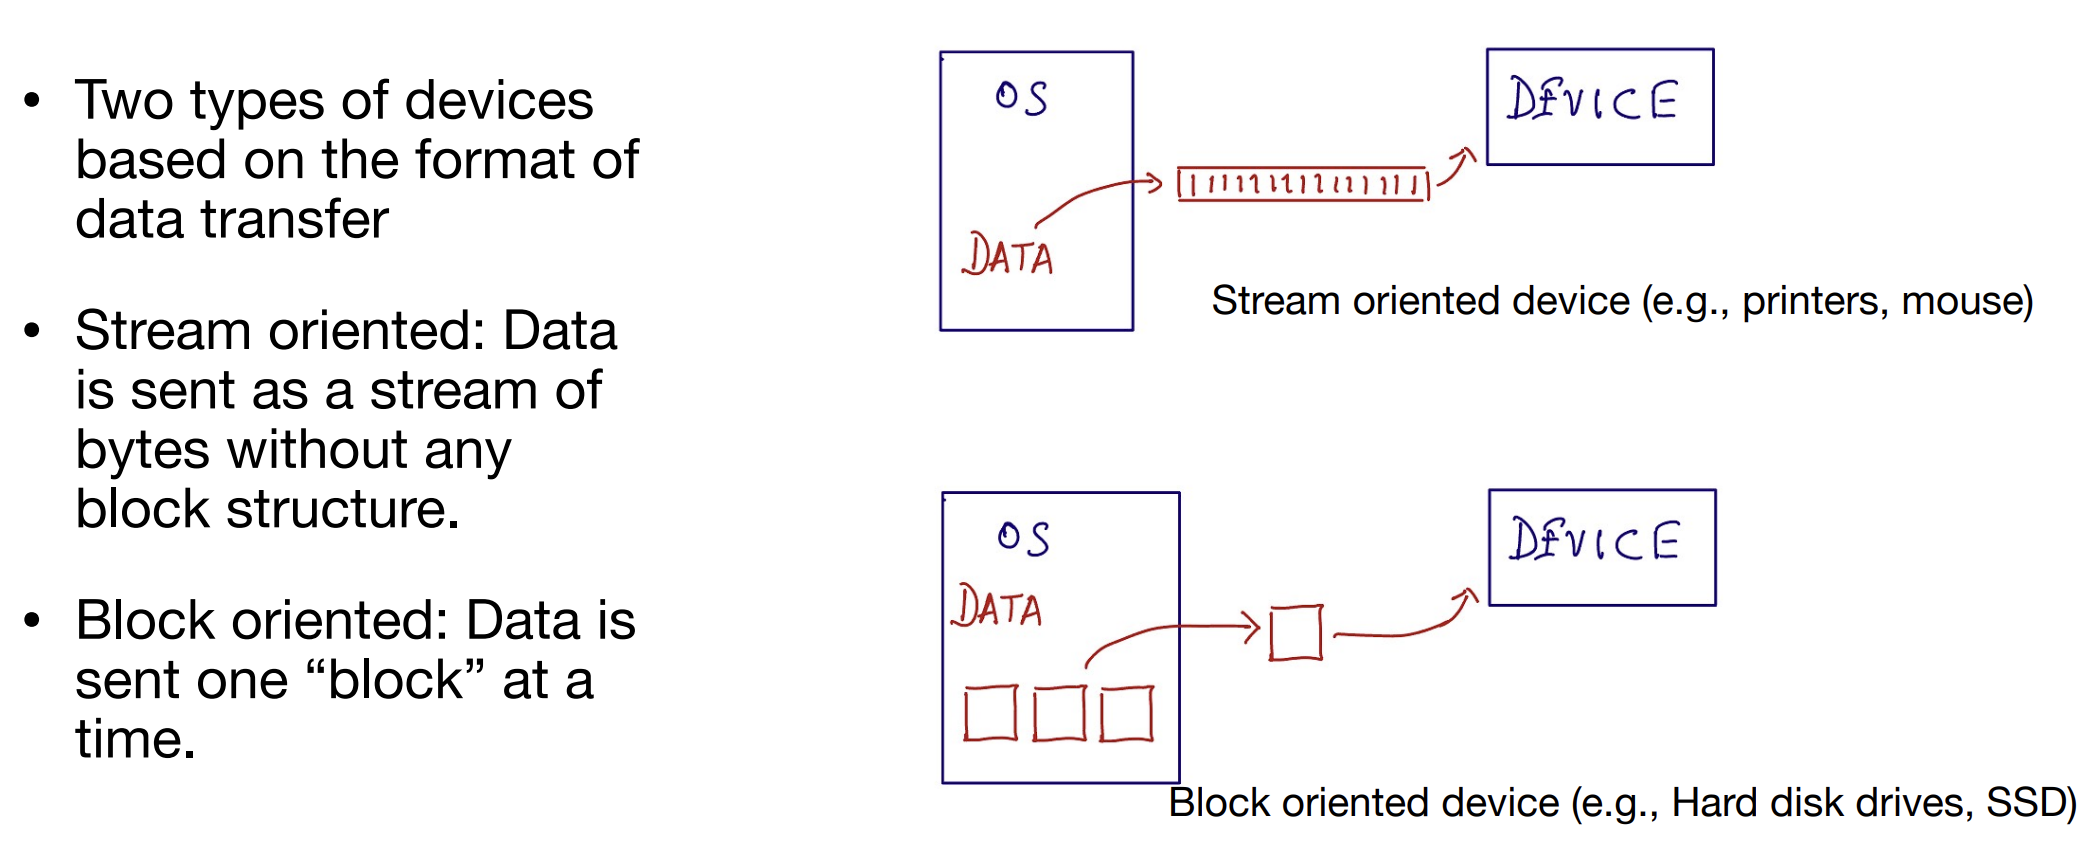 • Two types of devices
based on the format of
data transfer
• Stream oriented: Data
is sent as a stream of
bytes without any
block structure.
• Block oriented: Data is
sent one “block” at a
time.
OS
DEVICE
DATA
Stream oriented device (e.g., printers, mouse)
OS
DEVICE
DATA
Block oriented device (e.g., Hard disk drives, SSD)